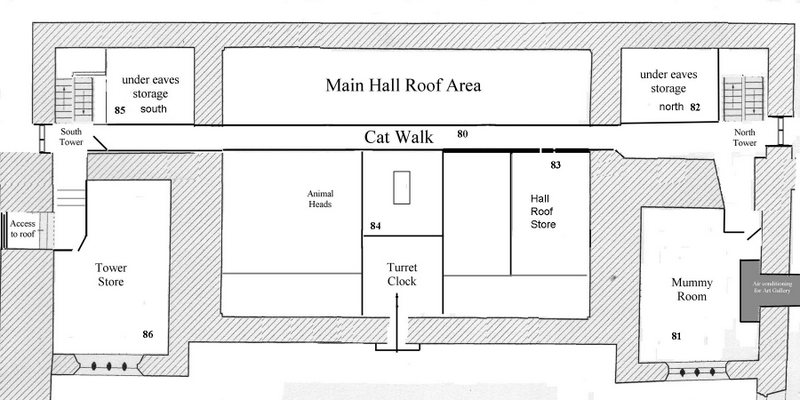 under eaves
storage
85 south
Main Hall Roof Area
under eaves
storage
north 82
South
Tower
Cat Walk
80
North
Tower
83
Animal
Heads
Hall
Roof
Store
84
Access
to roof
Tower
Store
Turret
Clock
Mummy
Room
Air conditioning
for Art Gallery
86
81